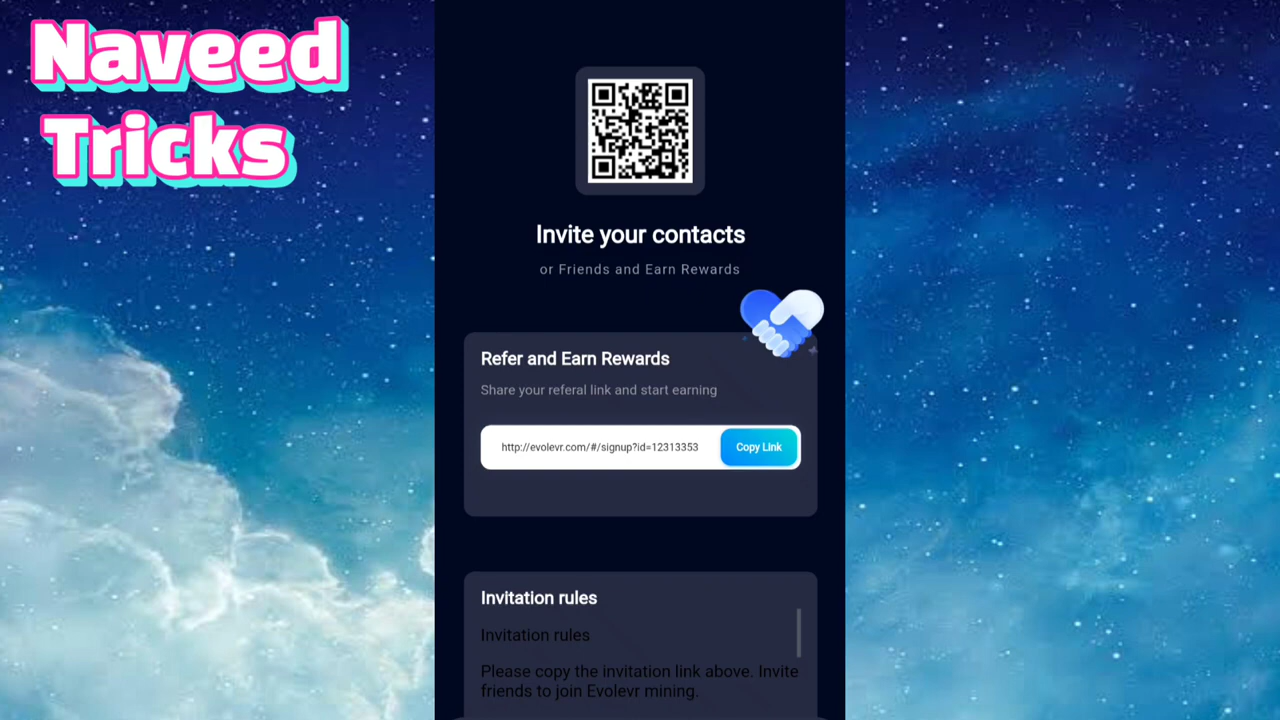 Naveed
Tricks
Invite your contacts
or Friends and Earn Rewards
Refer and Earn Rewards
Share your referal link and start earning
http://evolevr.com/#/signup?id=12313353
Copy Link
Invitation rules
Invitation rules
Please copy the invitation link above. Invite
friends to join Evolevr mining.